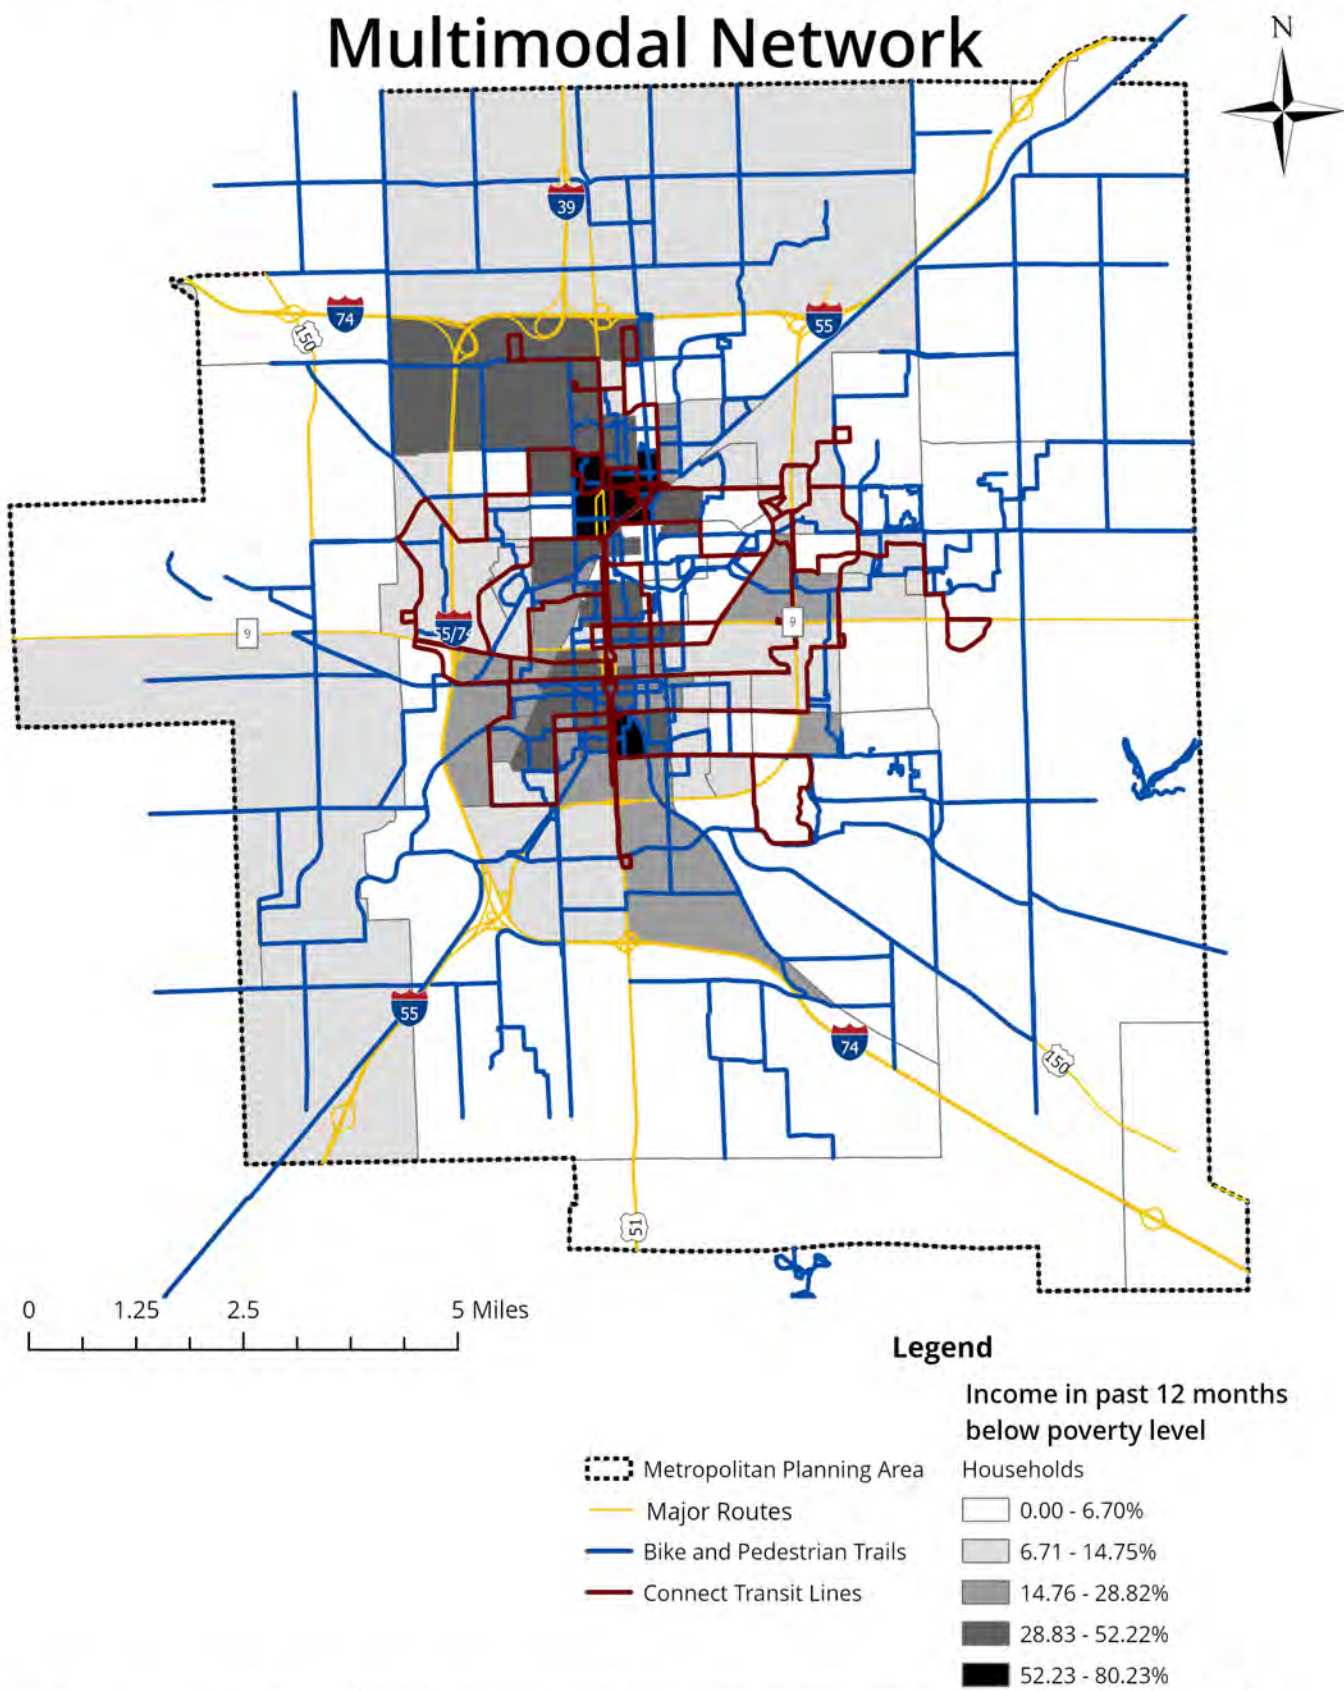 Multimodal Network
N
39
74
150
55
9
55/74
9
55
74
150
51
0 1.25 2.5 5 Miles
Legend
Income in past 12 months
below poverty level
Metropolitan Planning Area
Households
Major Routes
0.00 - 6.70%
Bike and Pedestrian Trails
6.71 - 14.75%
Connect Transit Lines
14.76 - 28.82%
28.83 - 52.22%
52.23 - 80.23%